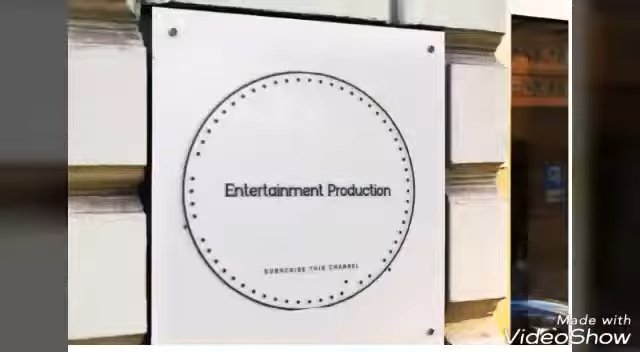 Entertainment Production
SUBSCRIBE THIS CHANNEL
Made with
VideoShow